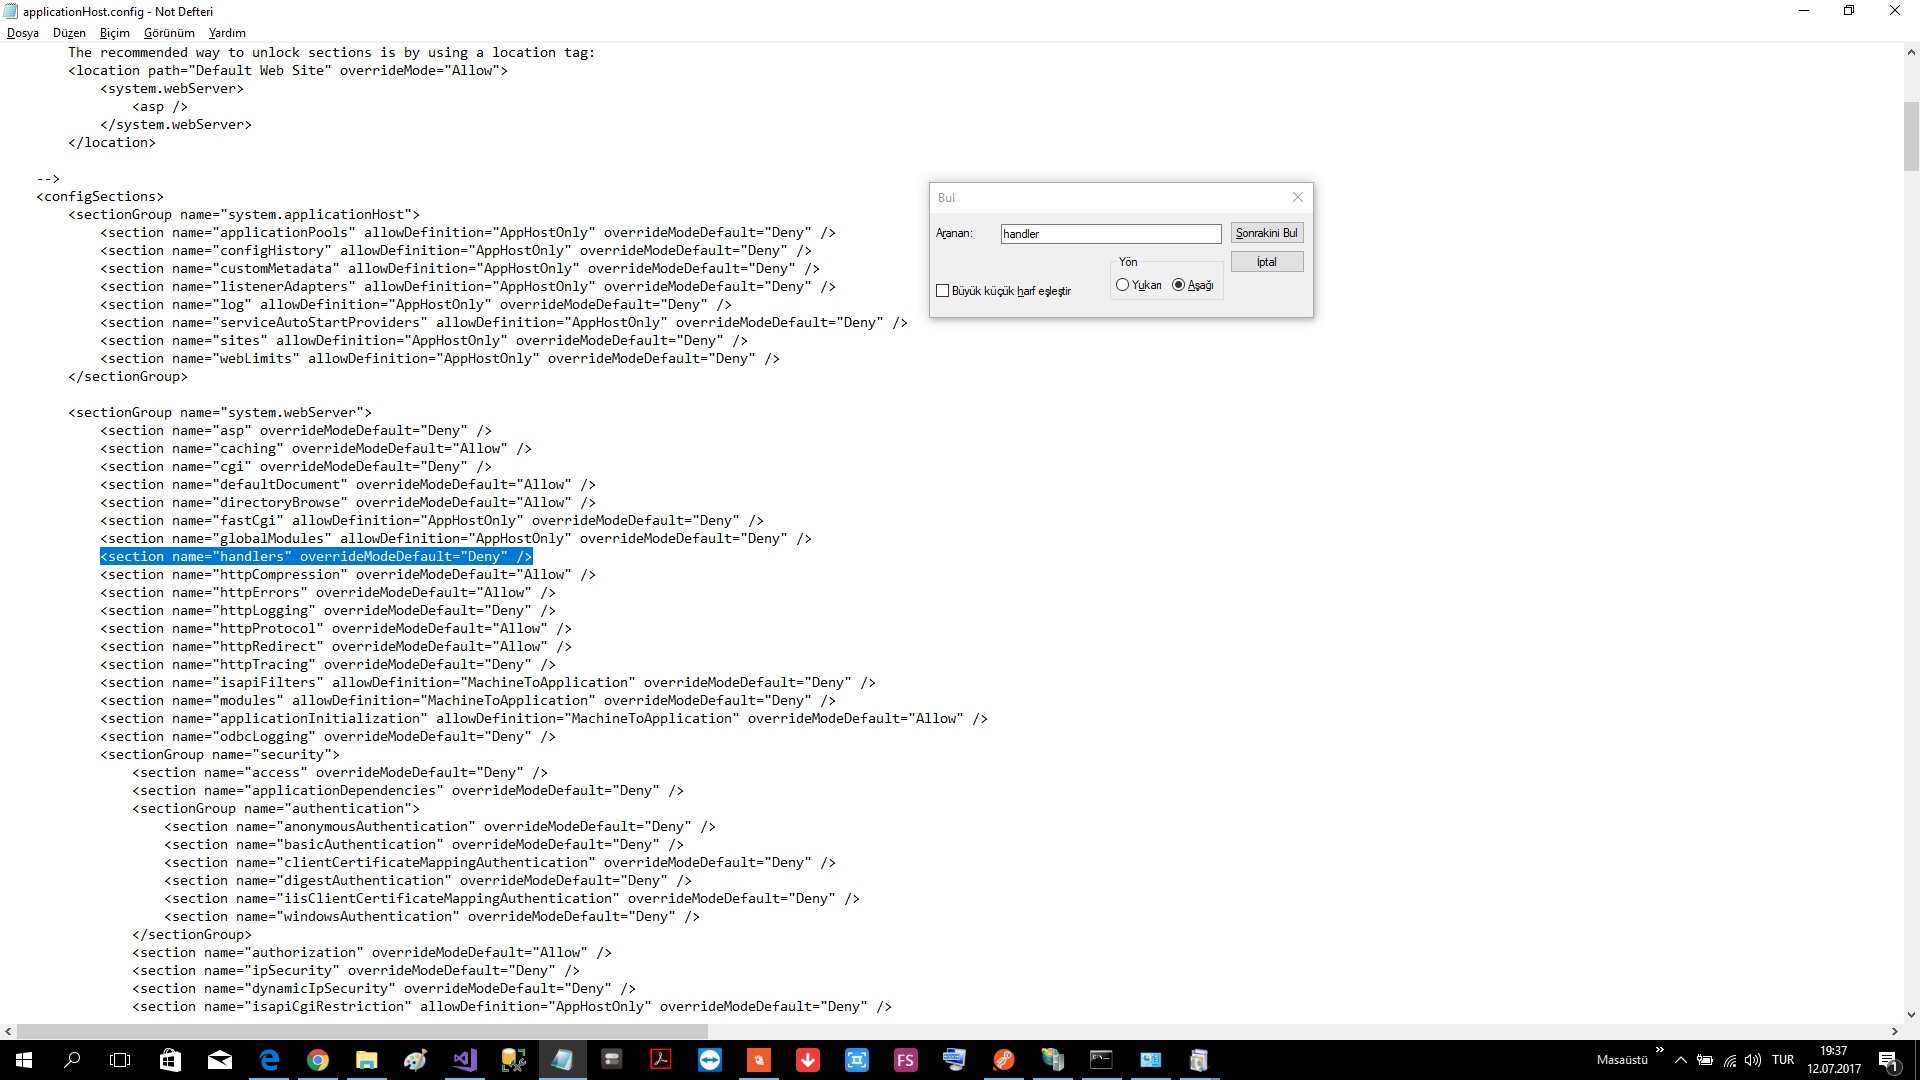 applicationHost.config - Not Defteri
Dosya Düzen Biçim Görünüm Yardım
The recommended way to unlock sections is by using a location tag:
<location path="Default Web Site" overrideMode="Allow">
<system.webServer>
<asp />
</system.webServer>
</location>
-->
<configSections>
<sectionGroup name="system.applicationHost">
<section name="applicationPools" allowDefinition="AppHostOnly" overrideModeDefault="Deny" />
<section name="configHistory" allowDefinition="AppHostOnly" overrideModeDefault="Deny" />
<section name="customMetadata" allowDefinition="AppHostOnly" overrideModeDefault="Deny" />
<section name="listenerAdapters" allowDefinition="AppHostOnly" overrideModeDefault="Deny" />
<section name="log" allowDefinition="AppHostOnly" overrideModeDefault="Deny" />
<section name="serviceAutoStartProviders" allowDefinition="AppHostOnly" overrideModeDefault="Deny" />
<section name="sites" allowDefinition="AppHostOnly" overrideModeDefault="Deny" />
<section name="webLimits" allowDefinition="AppHostOnly" overrideModeDefault="Deny" />
</sectionGroup>
<sectionGroup name="system.webServer">
<section name="asp" overrideModeDefault="Deny" />
<section name="caching" overrideModeDefault="Allow" />
<section name="cgi" overrideModeDefault="Deny" />
<section name="defaultDocument" overrideModeDefault="Allow" />
<section name="directoryBrowse" overrideModeDefault="Allow" />
<section name="fastCgi" allowDefinition="AppHostOnly" overrideModeDefault="Deny" />
<section name="globalModules" allowDefinition="AppHostOnly" overrideModeDefault="Deny" />
<section name="handlers" overrideModeDefault="Deny" />
<section name="httpCompression" overrideModeDefault="Allow" />
<section name="httpErrors" overrideModeDefault="Allow" />
<section name="httpLogging" overrideModeDefault="Deny" />
<section name="httpProtocol" overrideModeDefault="Allow" />
<section name="httpRedirect" overrideModeDefault="Allow" />
<section name="httpTracing" overrideModeDefault="Deny" />
<section name="isapiFilters" allowDefinition="MachineToApplication" overrideModeDefault="Deny" />
<section name="modules" allowDefinition="MachineToApplication" overrideModeDefault="Deny" />
<section name="applicationInitialization" allowDefinition="MachineToApplication" overrideModeDefault="Allow" />
<section name="odbcLogging" overrideModeDefault="Deny" />
<sectionGroup name="security">
<section name="access" overrideModeDefault="Deny" />
<section name="applicationDependencies" overrideModeDefault="Deny" />
<sectionGroup name="authentication">
<section name="anonymousAuthentication" overrideModeDefault="Deny" />
<section name="basicAuthentication" overrideModeDefault="Deny" />
<section name="clientCertificateMappingAuthentication" overrideModeDefault="Deny" />
<section name="digestAuthentication" overrideModeDefault="Deny" />
<section name="iisClientCertificateMappingAuthentication" overrideModeDefault="Deny" />
<section name="windowsAuthentication" overrideModeDefault="Deny" />
</sectionGroup>
<section name="authorization" overrideModeDefault="Allow" />
<section name="ipSecurity" overrideModeDefault="Deny" />
<section name="dynamicIpSecurity" overrideModeDefault="Deny" />
<section name="isapiCgiRestriction" allowDefinition="AppHostOnly" overrideModeDefault="Deny" />
Bul
Aranan: handler Sonrakini Bul
Yön İptal
Büyük küçük harf eşleştir Yukarı Aşağı
FS
Masaüstü » TUR 19:37
12.07.2017
1